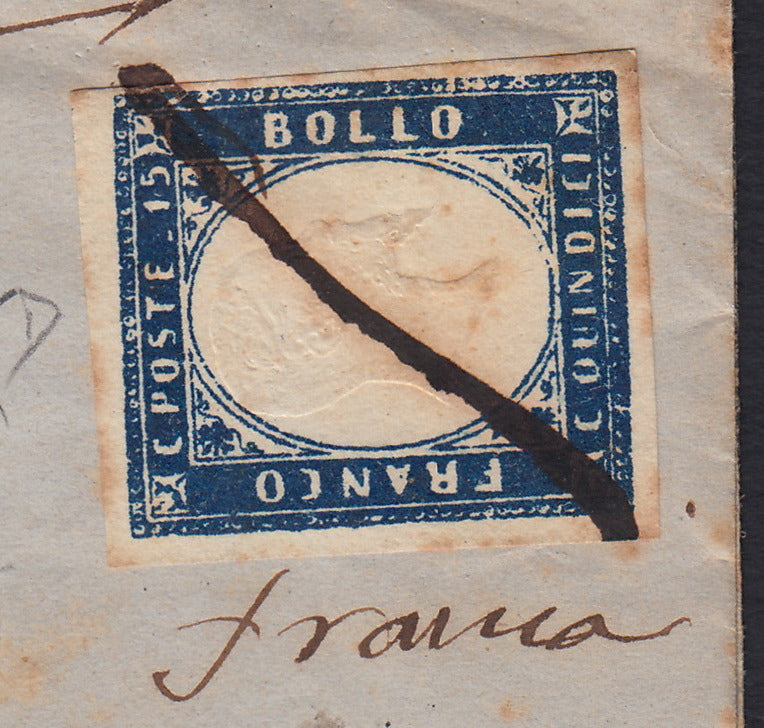 BOLLO
C. POSTE. 15
C. QUINDICI
FRANCO
franca